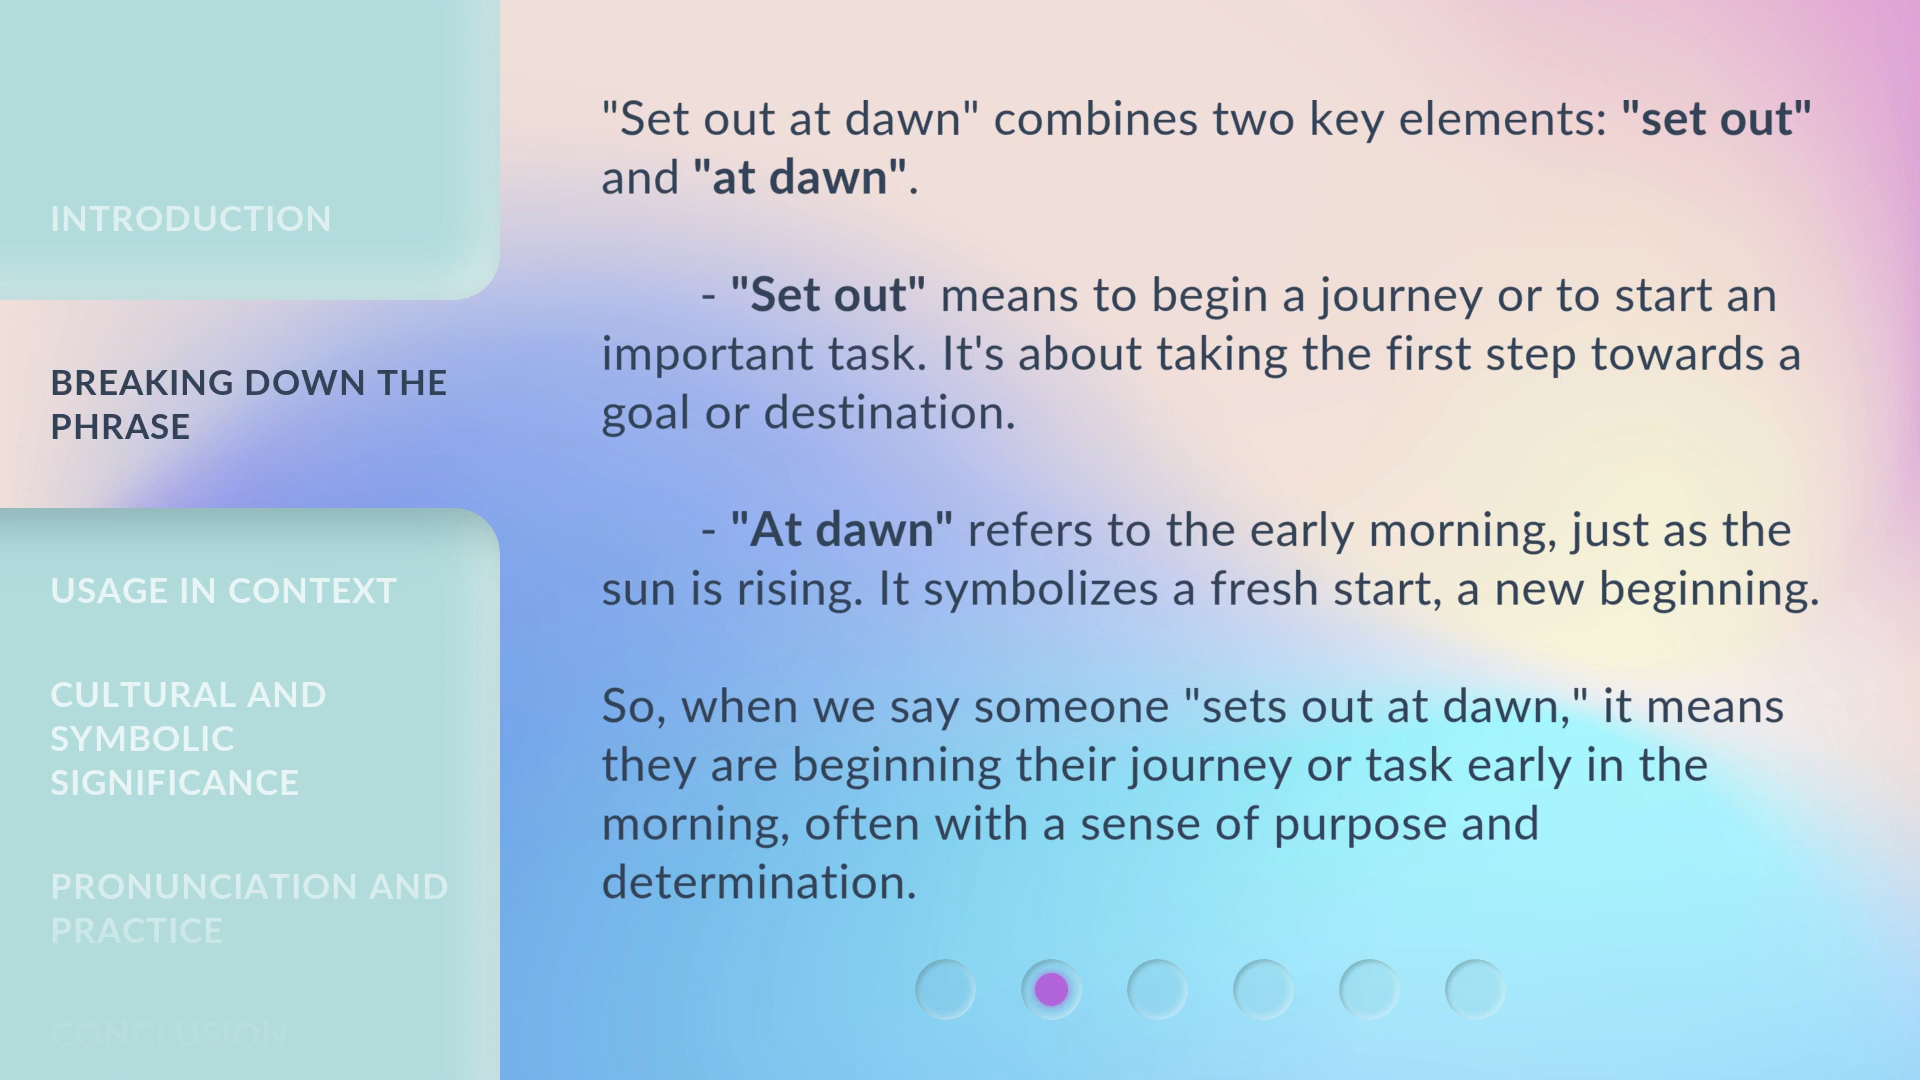 INTRODUCTION
BREAKING DOWN THE
PHRASE
USAGE IN CONTEXT
CULTURAL AND
SYMBOLIC
SIGNIFICANCE
PRONUNCIATION AND
PRACTICE
CONCLUSION
"Set out at dawn" combines two key elements: "set out"
and "at dawn".
- "Set out" means to begin a journey or to start an
important task. It's about taking the first step towards a
goal or destination.
- "At dawn" refers to the early morning, just as the
sun is rising. It symbolizes a fresh start, a new beginning.
So, when we say someone "sets out at dawn," it means
they are beginning their journey or task early in the
morning, often with a sense of purpose and
determination.